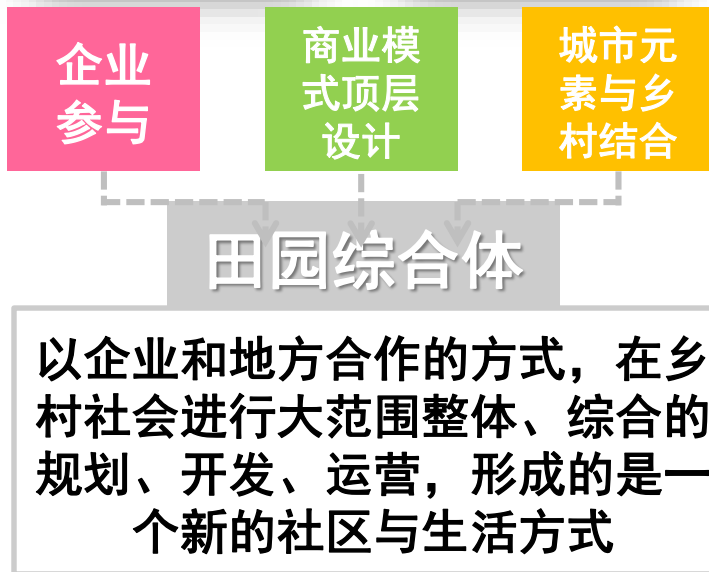 企业
参与
商业模
式顶层
设计
城市元
素与乡
村结合
田园综合体
以企业和地方合作的方式，在乡
村社会进行大范围整体、综合的
规划、开发、运营，形成的是一
个新的社区与生活方式